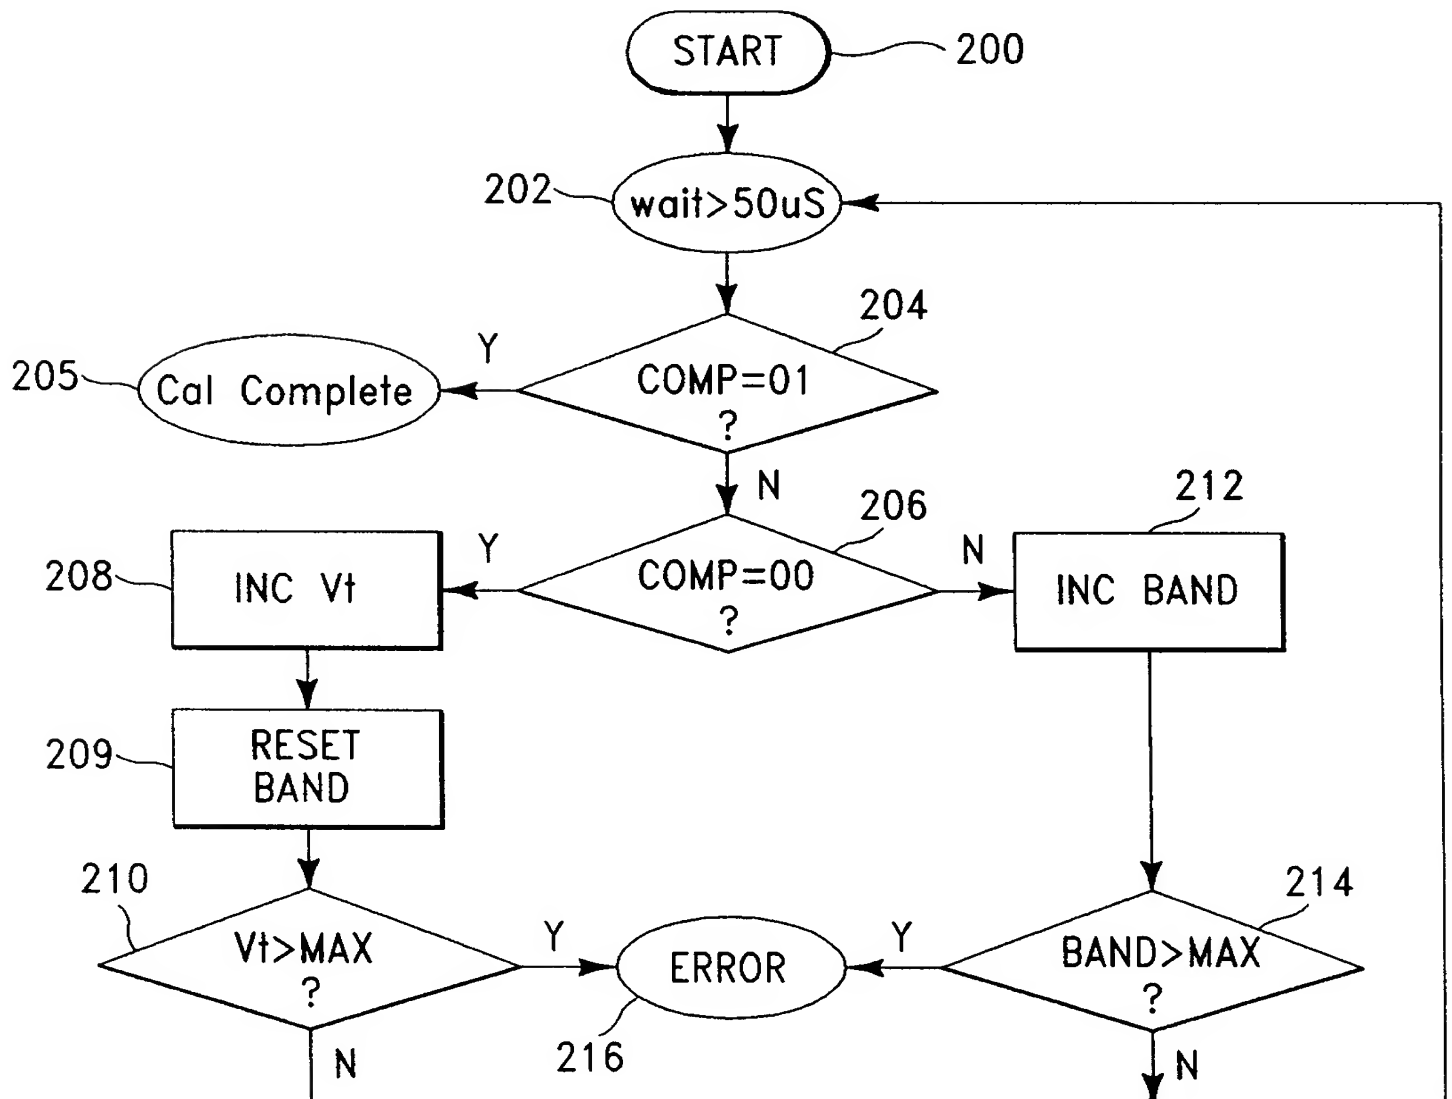 START
200
202
wait>50uS
204
Y
205
Cal Complete
COMP=01
?
N
206
212
Y
N
208
INC Vt
COMP=00
?
INC BAND
209
RESET
BAND
210
214
Vt>MAX
?
Y
ERROR
Y
BAND>MAX
?
216
N
N